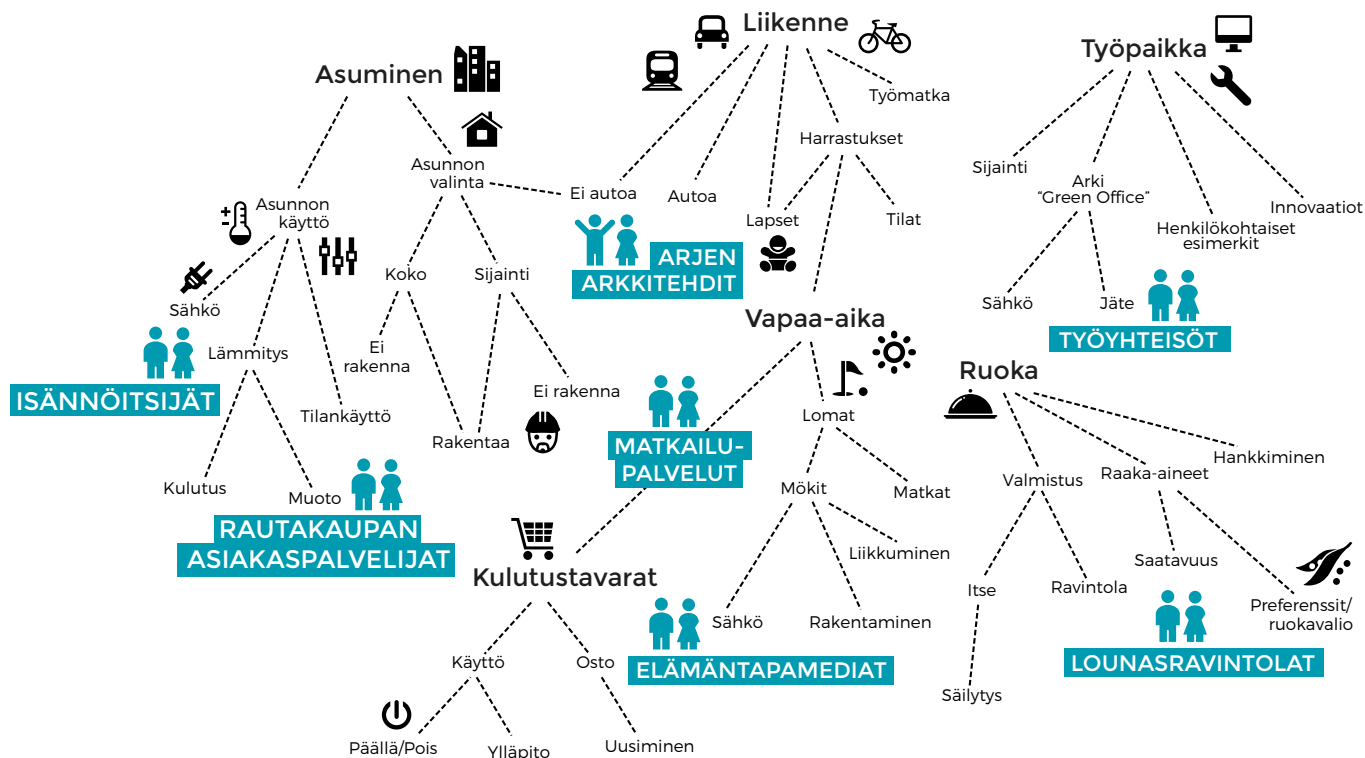 Liikenne
Työpaikka
Asuminen
Työmatka
Harrastukset
Asunnon
valinta
Ei autoa
Autoa
Lapset
Tilat
Sijainti
Arki
“Green Office”
Henkilökohtaiset
esimerkit
Innovaatiot
Asunnon
käyttö
ARJEN
ARKKITEHDIT
Koko
Sijainti
Sähkö
Sähkö
Jäte
TYÖYHTEISÖT
Vapaa-aika
Lämmitys
Ei
rakenna
Ei rakenna
ISÄNNÖITSIJÄT
Tilankäyttö
Rakentaa
Ruoka
MATKAILU-
PALVELUT
Lomat
Hankkiminen
Kulutus
Muoto
Mökit
Matkat
Valmistus
Raaka-aineet
RAUTAKAUPAN
ASIAKASPALVELIJAT
Liikkuminen
Saatavuus
Kulutustavarat
Itse
Ravintola
Preferenssit/
ruokavalio
Sähkö
Rakentaminen
Käyttö
Osto
ELÄMÄNTAPAMEDIAT
LOUNASRAVINTOLAT
Säilytys
Päällä/Pois
Ylläpito
Uusiminen